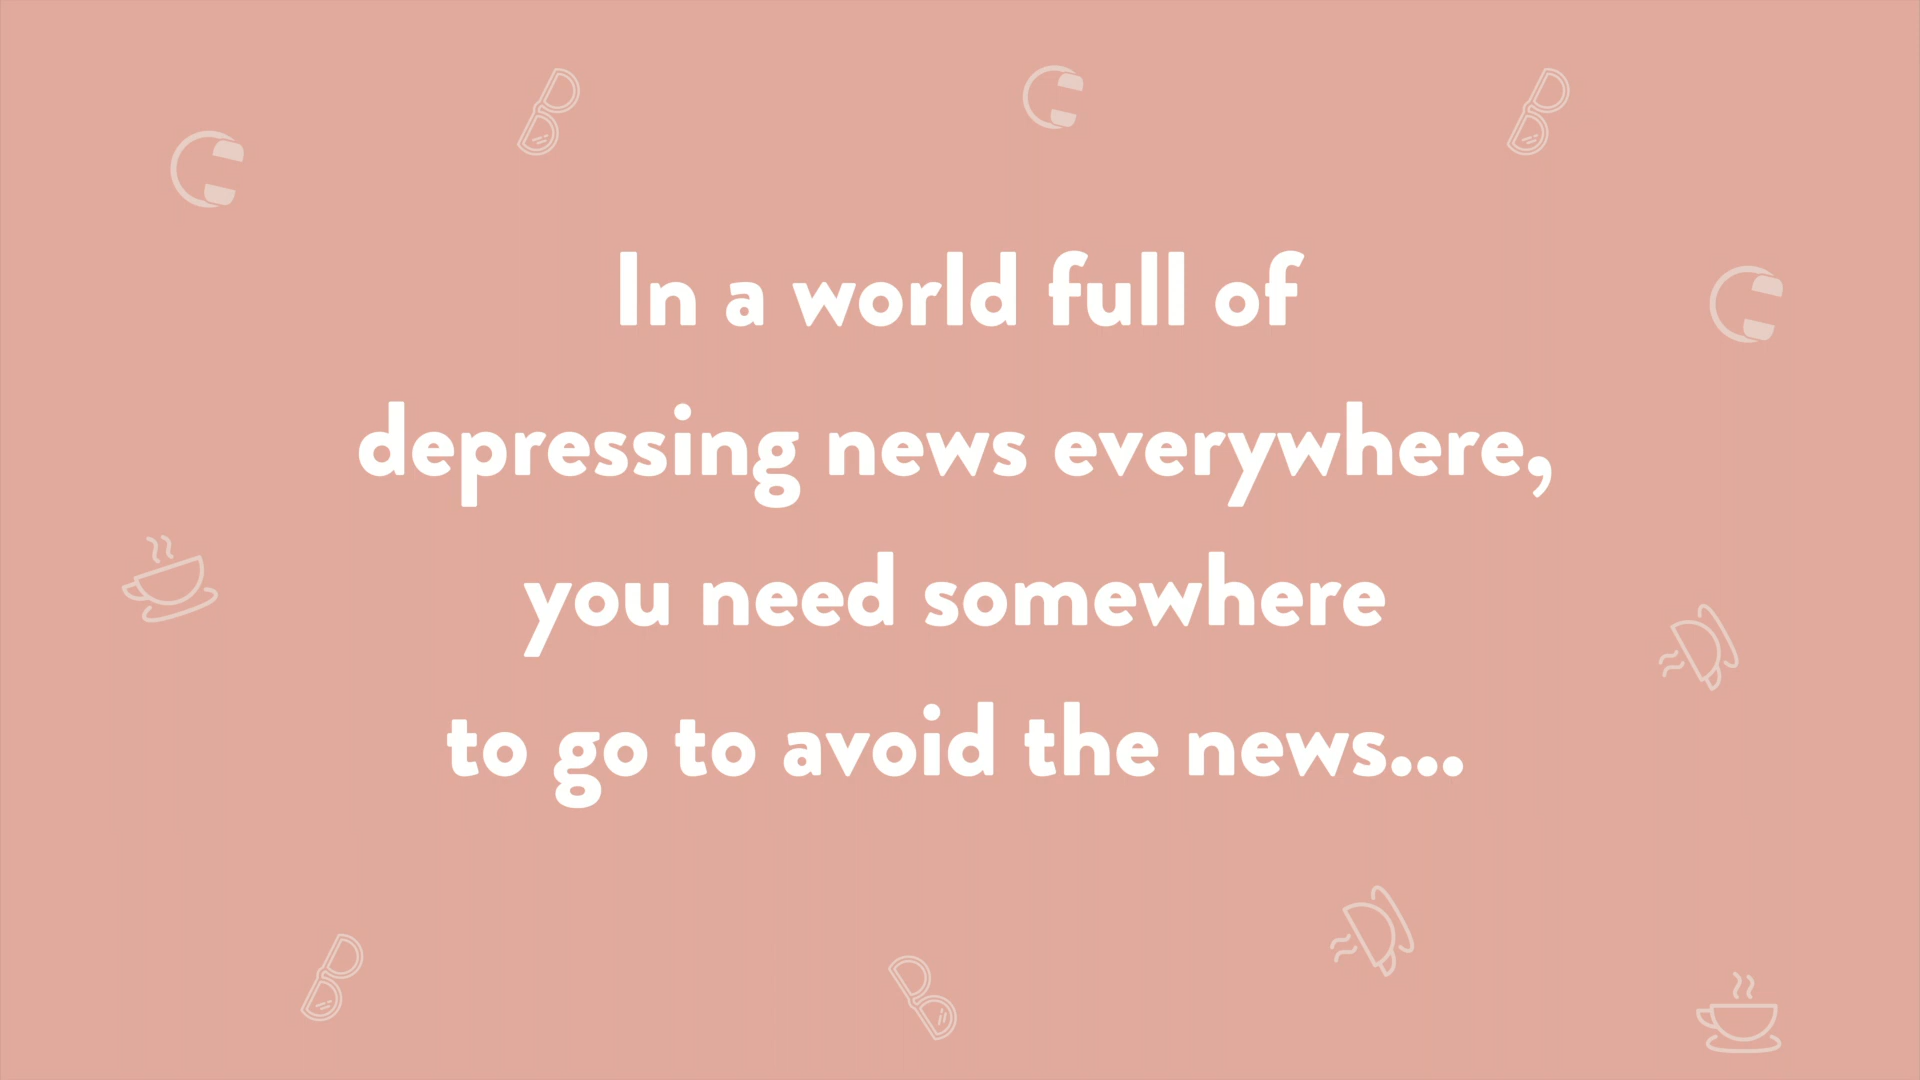 In a world full of
depressing news everywhere,
you need somewhere
to go to avoid the news...